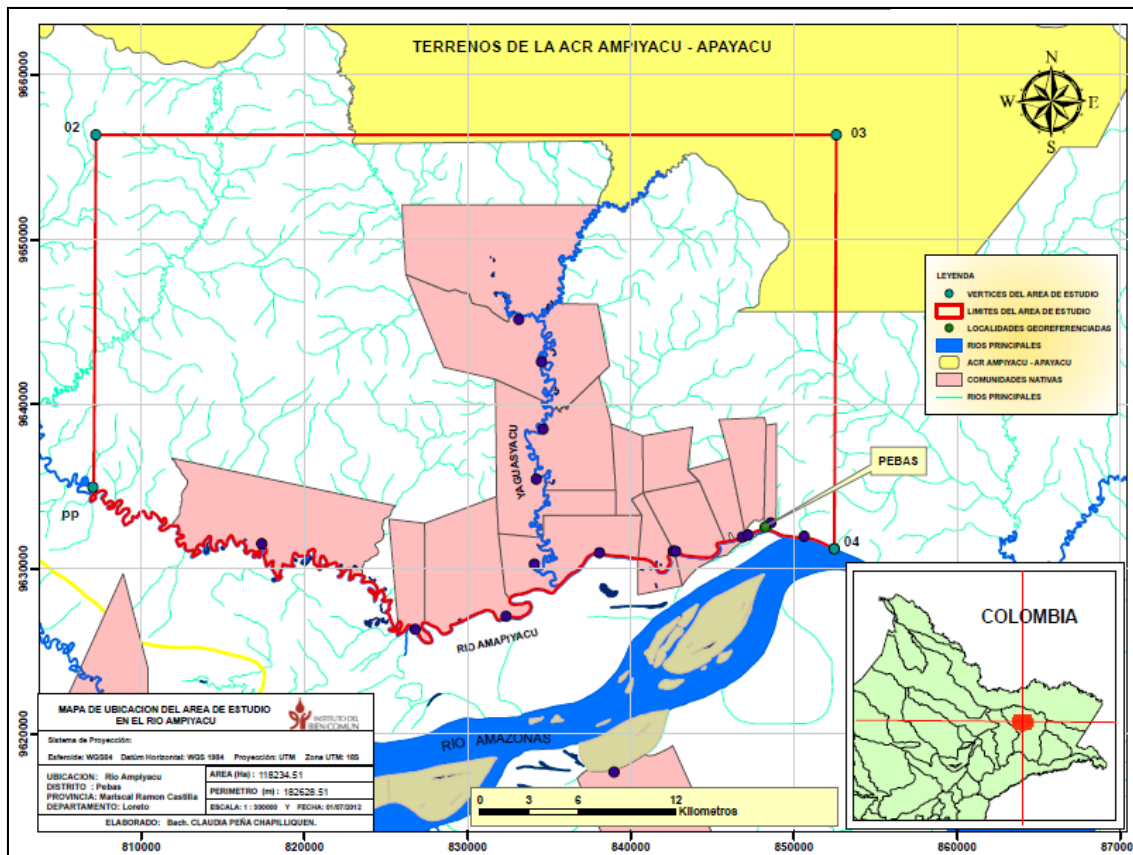 TERRENOS DE LA ACR AMPIYACU - APAYACU
N
W E
S
02
03
9660000
9650000
9640000
9630000
9620000
LEYENDA
VERTICES DEL AREA DE ESTUDIO
LIMITES DEL AREA DE ESTUDIO
LOCALIDADES GEOREFERENCIADAS
RIOS PRINCIPALES
ACR AMPIYACU - APAYACU
COMUNIDADES NATIVAS
RIOS PRINCIPALES
YAGUASYACU
PEBAS
pp
04
RIO AMAPIYACU
RIO AMAZONAS
COLOMBIA
MAPA DE UBICACION DEL AREA DE ESTUDIO
EN EL RIO AMPIYACU
INSTITUTO DEL
BIEN COMUN
Sistema de Proyección:
Esferoide: WGS84 Datúm Horizontal: WGS 1984 Proyección: UTM Zona UTM: 18S
UBICACION: Río Ampiyacu
DISTRITO : Pebas
PROVINCIA: Mariscal Ramon Castilla
DEPARTAMENTO: Loreto
AREA (Ha) : 118234.51
PERIMETRO (m) : 182628.51
ESCALA: 1 : 300000 Y FECHA: 01/07/2012
ELABORADO: Bach. CLAUDIA PEÑA CHAPILLIQUEN.
0 3 6 12
Kilometros
810000 820000 830000 840000 850000 860000 870000